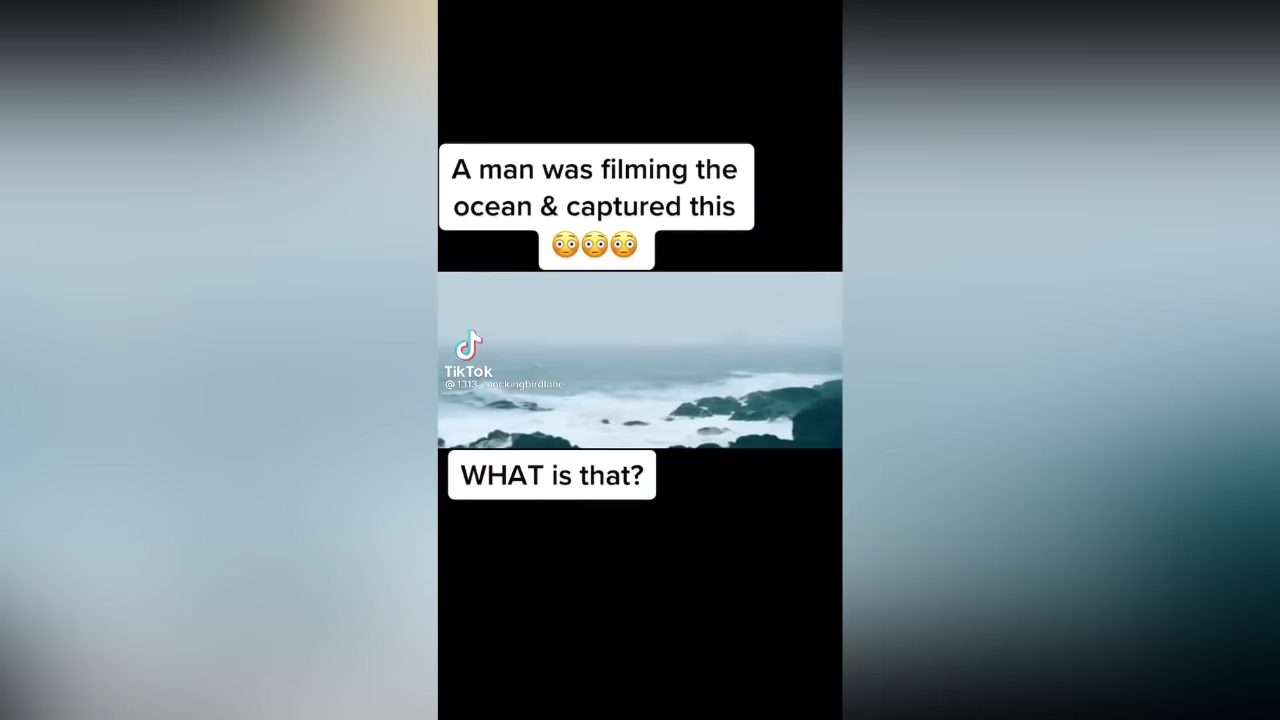 A man was filming the
ocean & captured this
😳😳😳
TikTok
WHAT is that?